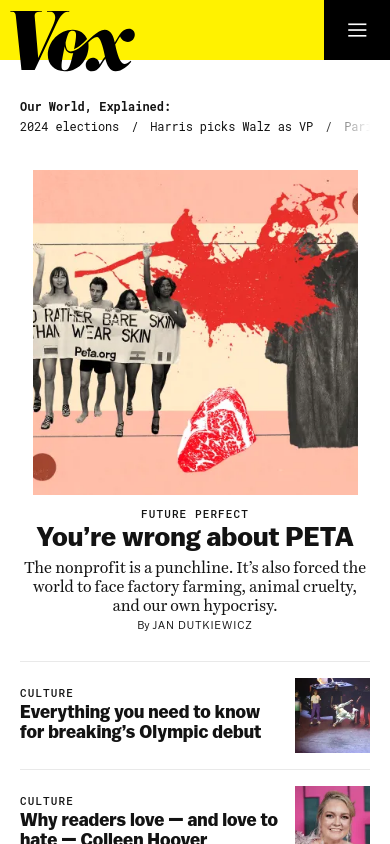 Vox
Our World, Explained:
2024 elections / Harris picks Walz as VP /
RATHER BARE SKIN
THAN WEAR SKIN
Peta.org
FUTURE PERFECT
You’re wrong about PETA
The nonprofit is a punchline. It’s also forced the
world to face factory farming, animal cruelty,
and our own hypocrisy.
By JAN DUTKIEWICZ
CULTURE
Everything you need to know
for breaking’s Olympic debut
CULTURE
Why readers love — and love to
hate — Colleen Hoover